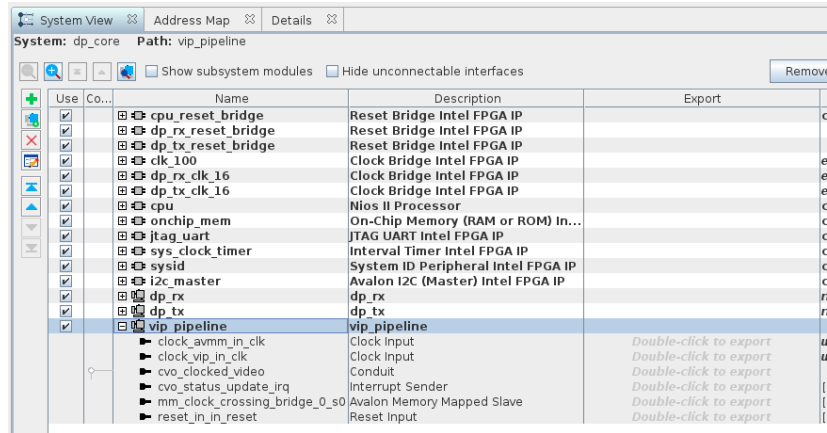 System View Address Map Details
System: dp_core Path: vip_pipeline
Show subsystem modules Hide unconnectable interfaces Remove
Use Co... Name Description Export
cpu_reset_bridge Reset Bridge Intel FPGA IP c
dp_rx_reset_bridge Reset Bridge Intel FPGA IP
dp_tx_reset_bridge Reset Bridge Intel FPGA IP
clk_100 Clock Bridge Intel FPGA IP e
dp_rx_clk_16 Clock Bridge Intel FPGA IP e
dp_tx_clk_16 Clock Bridge Intel FPGA IP e
cpu Nios II Processor c
onchip_mem On-Chip Memory (RAM or ROM) In... c
jtag_uart JTAG UART Intel FPGA IP c
sys_clock_timer Interval Timer Intel FPGA IP c
sysid System ID Peripheral Intel FPGA IP c
i2c_master Avalon I2C (Master) Intel FPGA IP c
dp_rx dp_rx
dp_tx dp_tx
vip_pipeline vip_pipeline
clock_avmm_in_clk Clock Input Double-click to export u
clock_vip_in_clk Clock Input Double-click to export u
cvo_clocked_video Conduit Double-click to export
cvo_status_update_irq Interrupt Sender Double-click to export [
mm_clock_crossing_bridge_0_s0 Avalon Memory Mapped Slave Double-click to export [
reset_in_in_reset Reset Input Double-click to export [